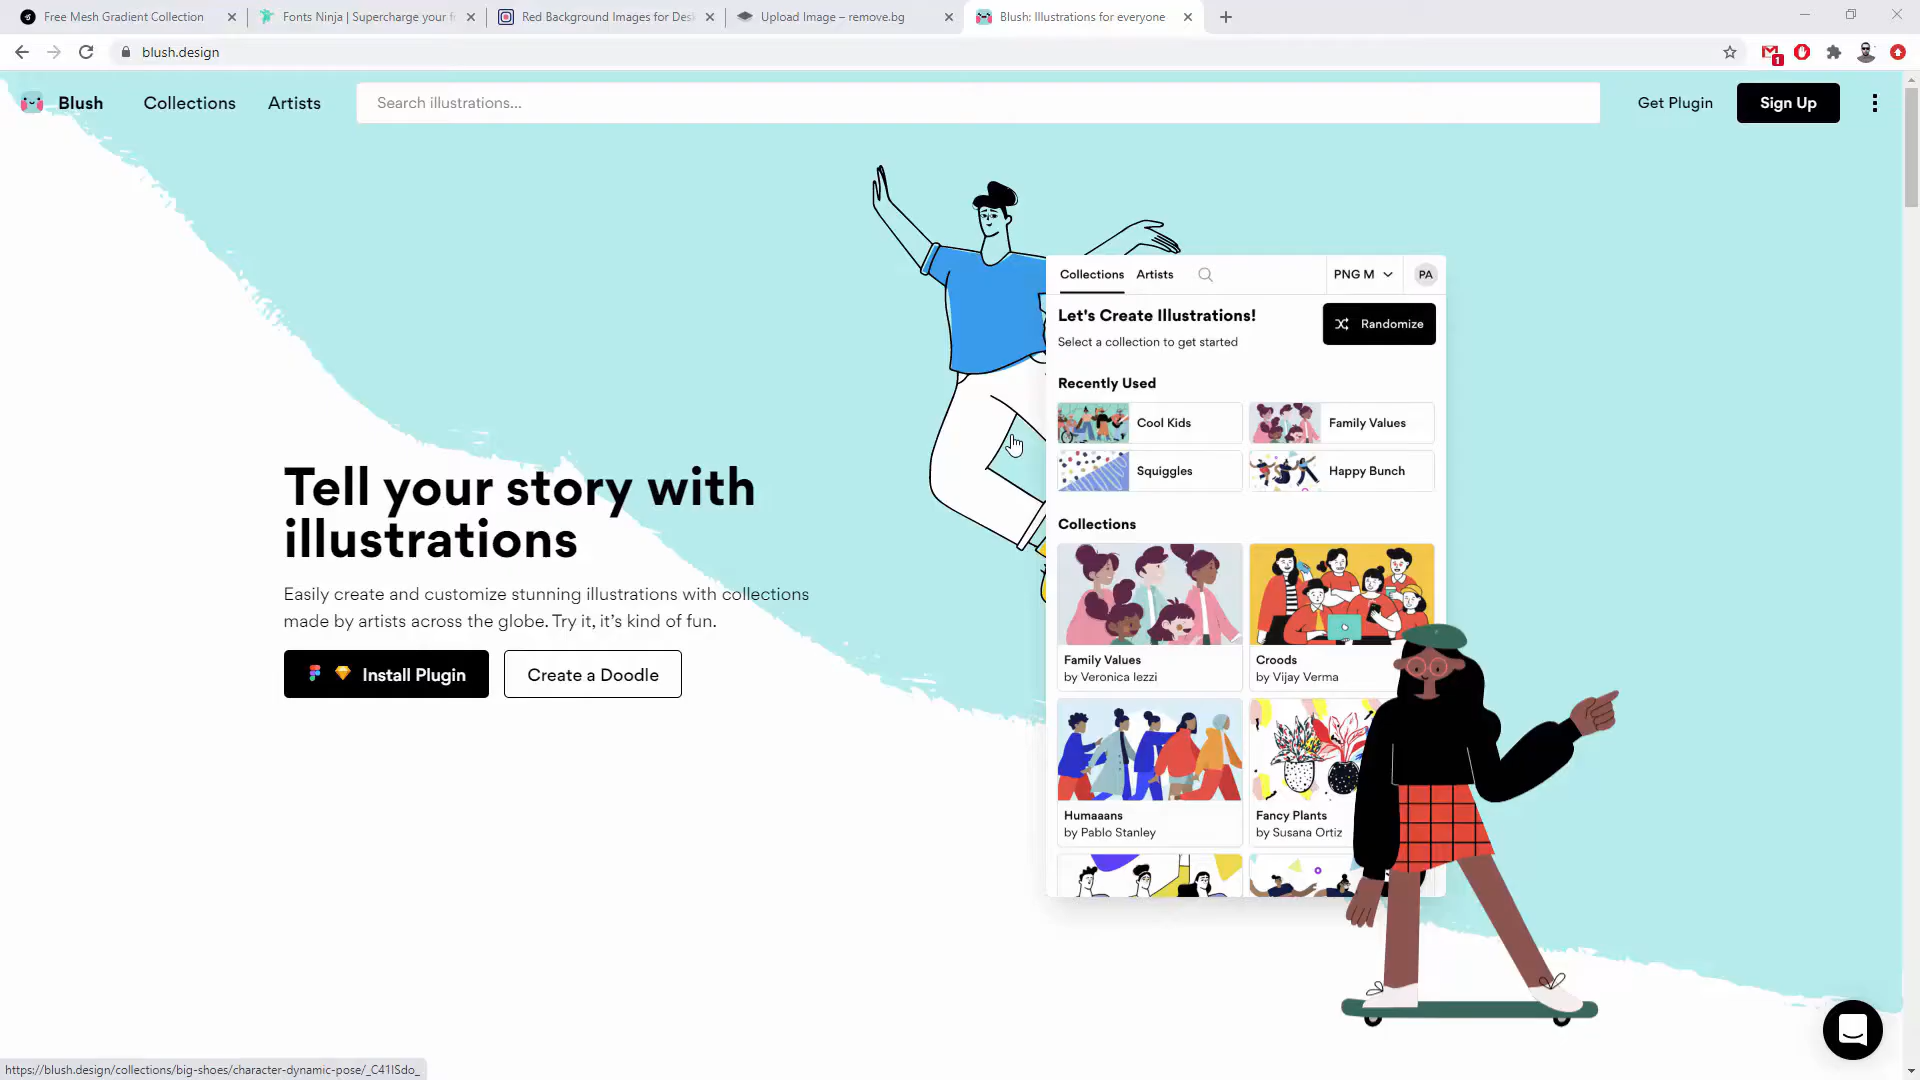 Free Mesh Gradient Collection
Fonts Ninja | Supercharge your f
Red Background Images for Des
Upload Image – remove.bg
Blush: Illustrations for everyone
blush.design
1
Blush
Collections
Artists
Search illustrations...
Get Plugin
Sign Up
Collections
Artists
PNG M
PA
Let's Create Illustrations!
Randomize
Select a collection to get started
Recently Used
Cool Kids
Family Values
Squiggles
Happy Bunch
Collections
Tell your story with
illustrations
Easily create and customize stunning illustrations with collections
made by artists across the globe. Try it, it's kind of fun.
Install Plugin
Create a Doodle
Family Values
by Veronica Iezzi
Croods
by Vijay Verma
Humaaans
by Pablo Stanley
Fancy Plants
by Susana Ortiz
https://blush.design/collections/big-shoes/character-dynamic-pose/_C41ISdo_